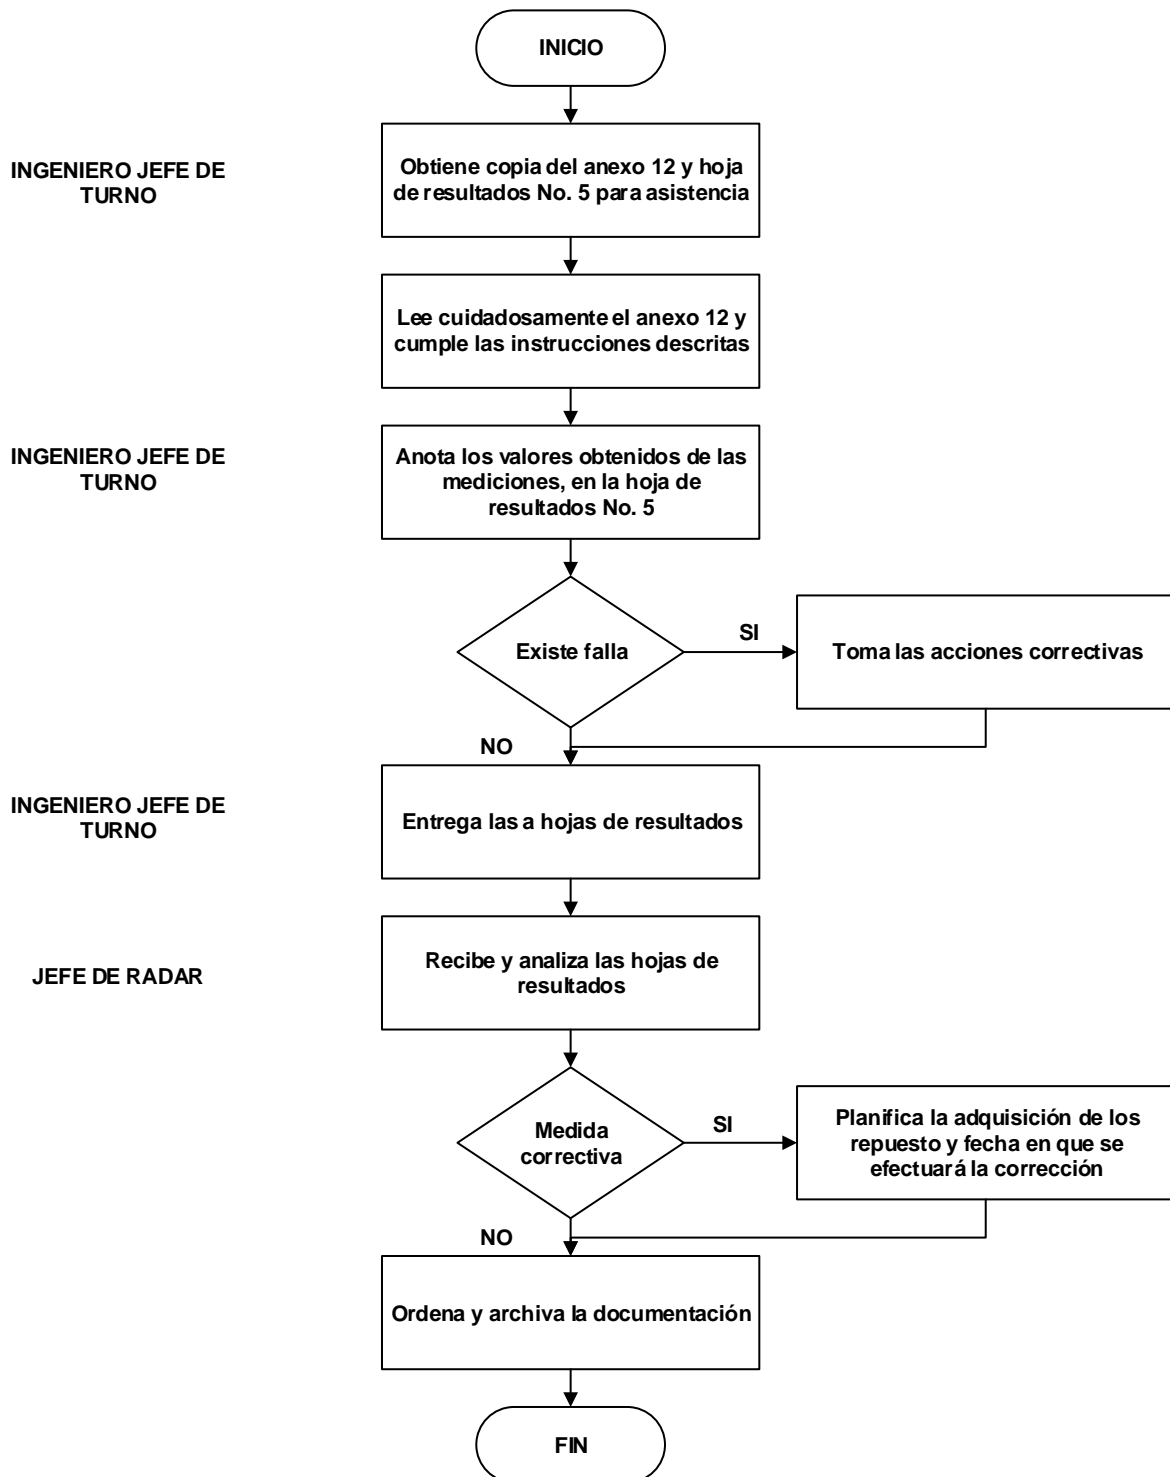 INICIO
INGENIERO JEFE DE
TURNO
Obtiene copia del anexo 12 y hoja
de resultados No. 5 para asistencia
Lee cuidadosamente el anexo 12 y
cumple las instrucciones descritas
INGENIERO JEFE DE
TURNO
Anota los valores obtenidos de las
mediciones, en la hoja de
resultados No. 5
Existe falla
SI
Toma las acciones correctivas
NO
INGENIERO JEFE DE
TURNO
Entrega las a hojas de resultados
JEFE DE RADAR
Recibe y analiza las hojas de
resultados
Medida
correctiva
SI
Planifica la adquisición de los
repuesto y fecha en que se
efectuará la corrección
NO
Ordena y archiva la documentación
FIN